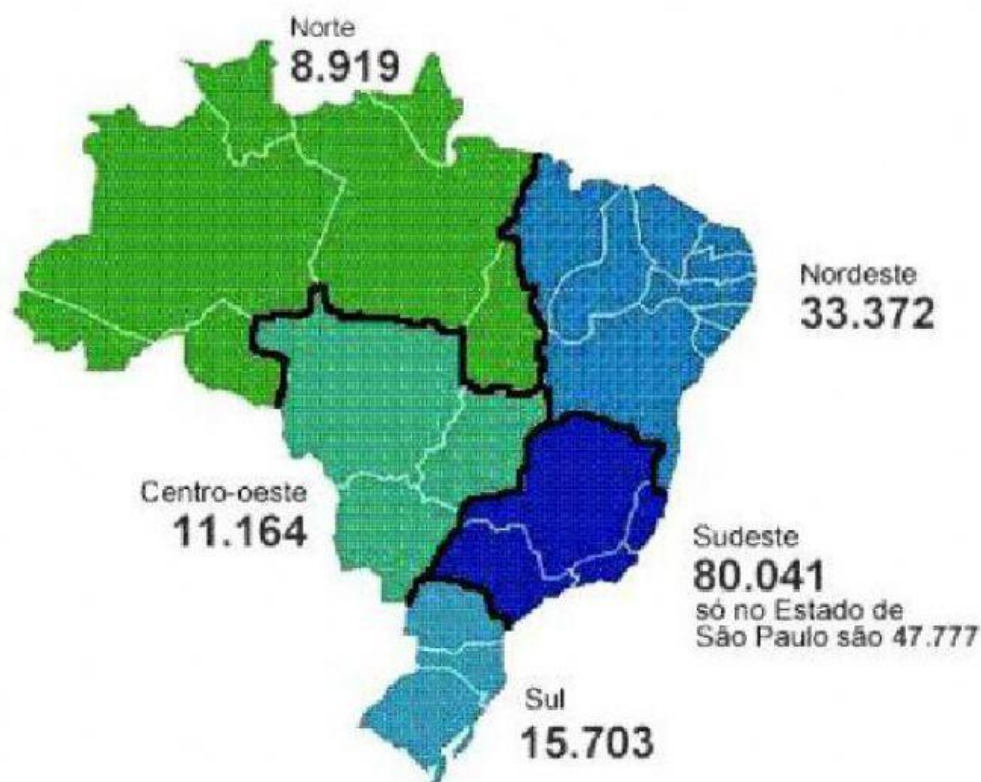 Norte
8.919
Nordeste
33.372
Centro-oeste
11.164
Sudeste
80.041
só no Estado de
São Paulo são 47.777
Sul
15.703